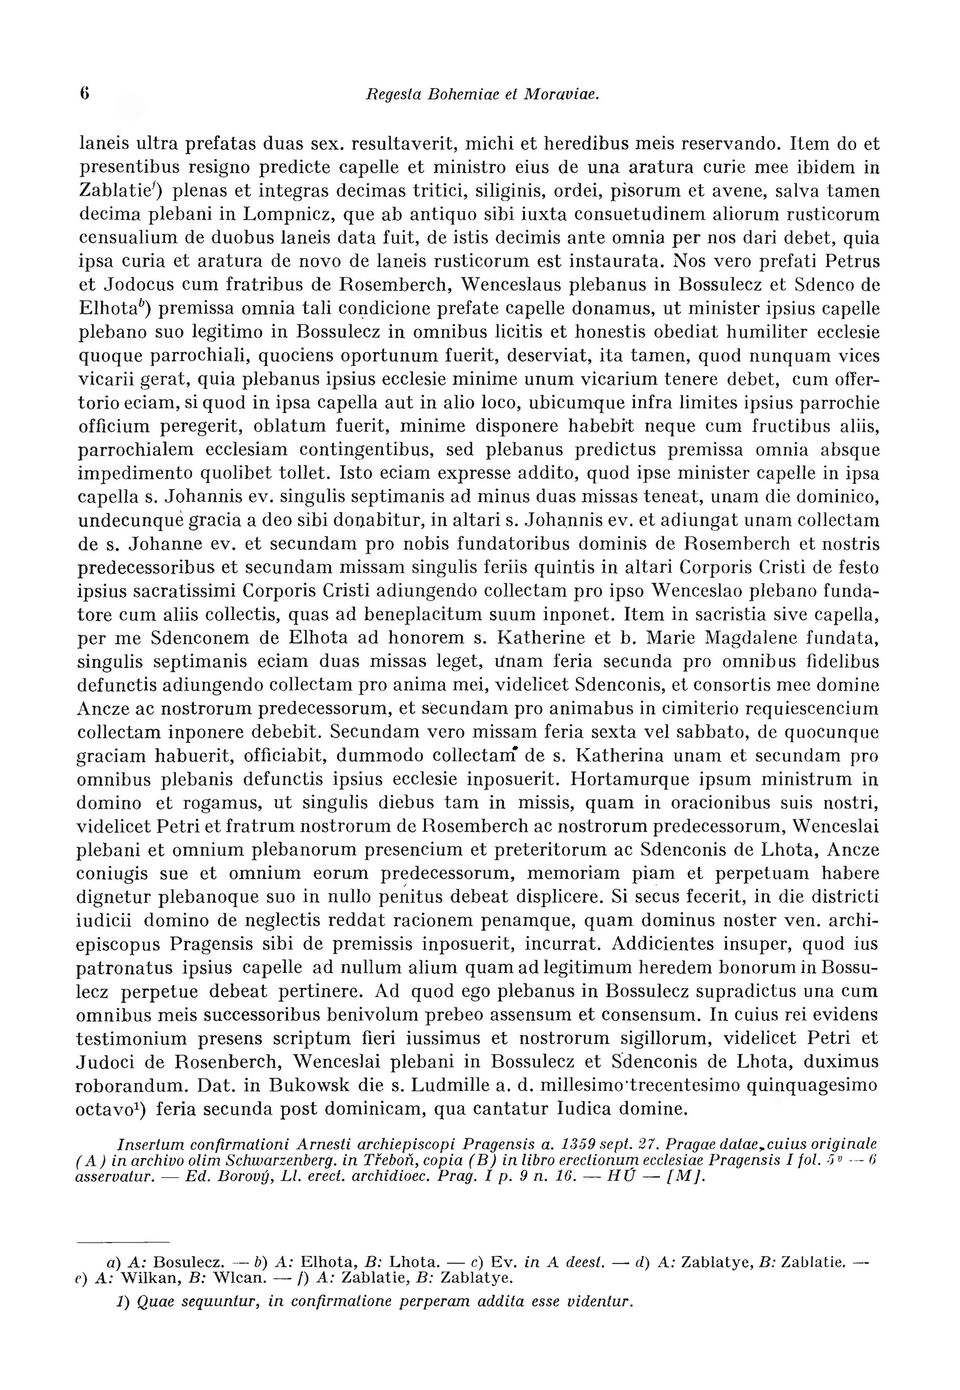 6 Regesta Bohemiae et Moraviae.
laneis ultra prefatas duas sex. resultaverit, michi et heredibus meis reservando. Item do et
presentibus resigno predicte capelle et ministro eius de una aratura curie mee ibidem in
Zablatie f) plenas et integras decimas tritici, siliginis, ordei, pisorum et avene, salva tamen
decima plebani in Lompnicz, que ab antiquo sibi iuxta consuetudinem aliorum rusticorum
censualium de duobus laneis data fuit, de istis decimis ante omnia per nos dari debet, quia
ipsa curia et aratura de novo de laneis rusticorum est instaurata. Nos vero prefati Petrus
et Jodocus cum fratribus de Rosemberch, Wenceslaus plebanus in Bossulecz et Sdenco de
Elhota b) premissa omnia tali condicione prefate capelle donamus, ut minister ipsius capelle
plebano suo legitimo in Bossulecz in omnibus licitis et honestis obediat humiliter ecclesie
quoque parrochiali, quociens oportunum fuerit, deserviat, ita tamen, quod nunquam vices
vicarii gerat, quia plebanus ipsius ecclesie minime unum vicarium tenere debet, cum offer-
torio eciam, si quod in ipsa capella aut in alio loco, ubicumque infra limites ipsius parrochie
officium peregerit, oblatum fuerit, minime disponere habebit neque cum fructibus aliis,
parrochialem ecclesiam contingentibus, sed plebanus predictus premissa omnia absque
impedimento quolibet tollet. Isto eciam expresse addito, quod ipse minister capelle in ipsa
capella s. Johannis ev. singulis septimanis ad minus duas missas teneat, unam die dominico,
undecunque gracia a deo sibi donabitur, in altari s. Johannis ev. et adiungat unam collectam
de s. Johanne ev. et secundam pro nobis fundatoribus dominis de Rosemberch et nostris
predecessoribus et secundam missam singulis feriis quintis in altari Corporis Cristi de festo
ipsius sacratissimi Corporis Cristi adiungendo collectam pro ipso Wenceslao plebano funda-
tore cum aliis collectis, quas ad beneplacitum suum inponet. Item in sacristia sive capella,
per me Sdenconem de Elhota ad honorem s. Katherine et b. Marie Magdalene fundata,
singulis septimanis eciam duas missas leget, unam feria secunda pro omnibus fidelibus
defunctis adiungendo collectam pro anima mei, videlicet Sdenconis, et consortis mee domine
Ancze ac nostrorum predecessorum, et secundam pro animabus in cimiterio requiescencium
collectam inponere debebit. Secundam vero missam feria sexta vel sabbato, de quocunque
graciam habuerit, officiabit, dummodo collectam de s. Katherina unam et secundam pro
omnibus plebanis defunctis ipsius ecclesie inposuerit. Hortamurque ipsum ministrum in
domino et rogamus, ut singulis diebus tam in missis, quam in oracionibus suis nostri,
videlicet Petri et fratrum nostrorum de Rosemberch ac nostrorum predecessorum, Wenceslai
plebani et omnium plebanorum presencium et preteritorum ac Sdenconis de Lhota, Ancze
coniugis sue et omnium eorum predecessorum, memoriam piam et perpetuam habere
dignetur plebanoque suo in nullo penitus debeat displicere. Si secus fecerit, in die districti
iudicii domino de neglectis reddat racionem penamque, quam dominus noster ven. archi-
episcopus Pragensis sibi de premissis inposuerit, incurrat. Addicientes insuper, quod ius
patronatus ipsius capelle ad nullum alium quam ad legitimum heredem bonorum in Bossu-
lecz perpetue debeat pertinere. Ad quod ego plebanus in Bossulecz supradictus una cum
omnibus meis successoribus benivolum prebeo assensum et consensum. In cuius rei evidens
testimonium presens scriptum fieri iussimus et nostrorum sigillorum, videlicet Petri et
Judoci de Rosenberch, Wenceslai plebani in Bossulecz et Sdenconis de Lhota, duximus
roborandum. Dat. in Bukowsk die s. Ludmille a. d. millesimo trecentesimo quinquagesimo
octavo¹) feria secunda post dominicam, qua cantatur Iudica domine.
Insertum confirmationi Arnesti archiepiscopi Pragensis a. 1359 sept. 27. Pragae datae, cuius originale
(A) in archivo olim Schwarzenberg. in Třeboň, copia (B) in libro erectionum ecclesiae Pragensis I fol. 5 v — 6
asservatur. — Ed. Borový, Ll. erect. archidioec. Prag. I p. 9 n. 16. — HÚ — [M].
a) A: Bosulecz. — b) A: Elhota, B: Lhota. — c) Ev. in A deest. — d) A: Zablatye, B: Zablatie. —
e) A: Wilkan, B: Wlcan. — f) A: Zablatie, B: Zablatye.
1) Quae sequuntur, in confirmatione perperam addita esse videntur.